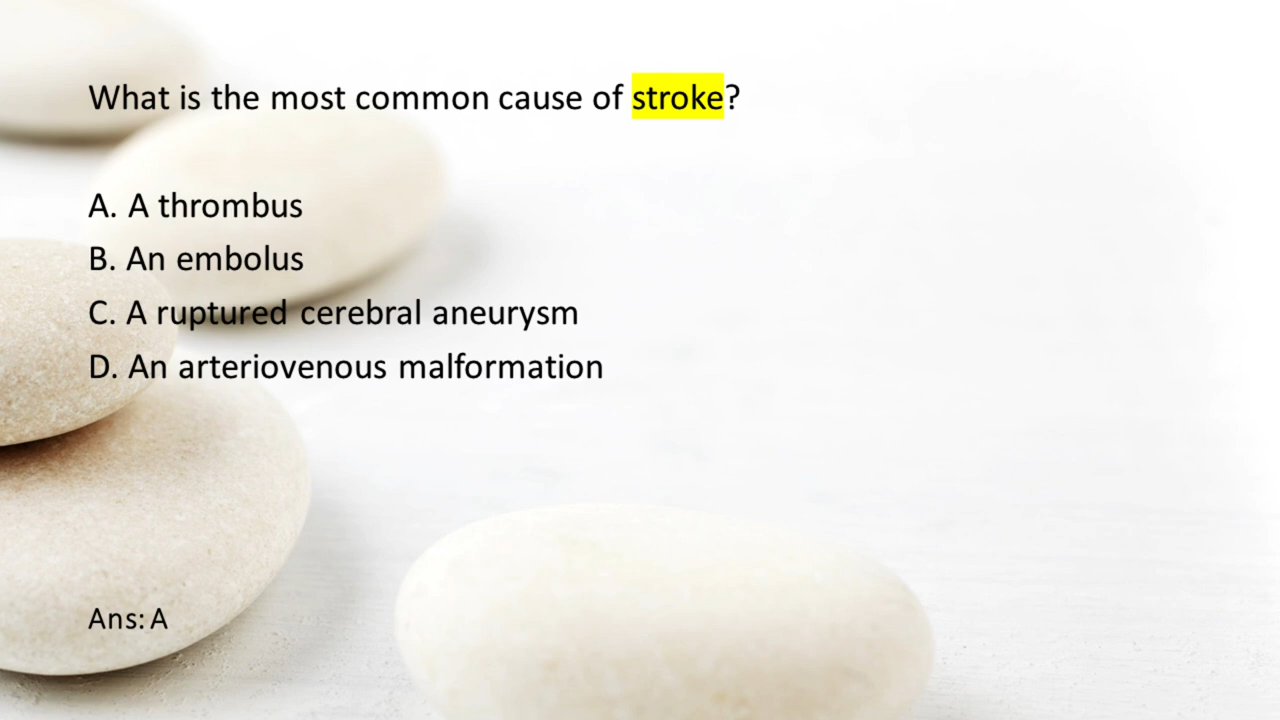 What is the most common cause of stroke?
A. A thrombus
B. An embolus
C. A ruptured cerebral aneurysm
D. An arteriovenous malformation
Ans: A